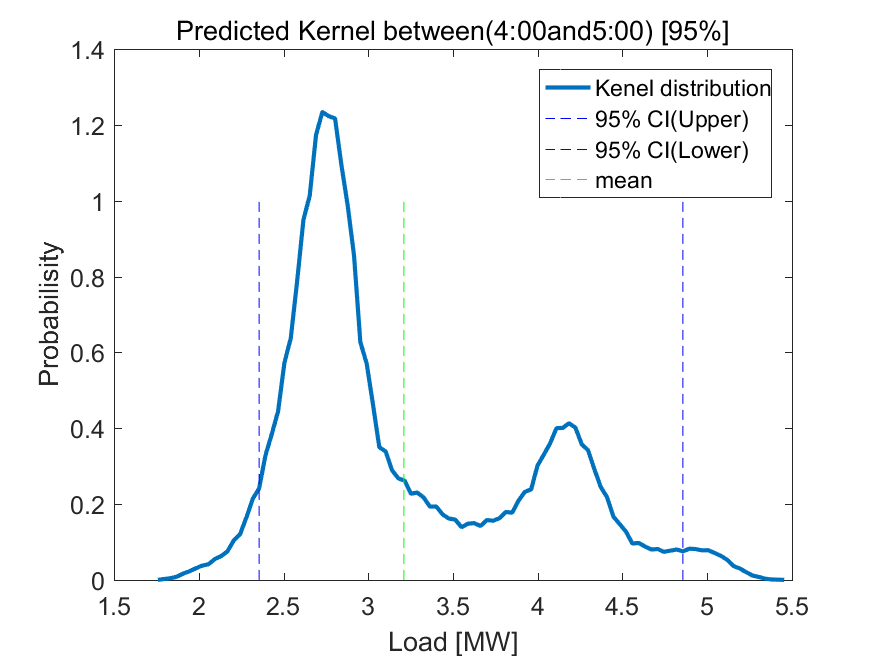 Predicted Kernel between(4:00and5:00) [95%]
1.4
1.2
1
0.8
0.6
0.4
0.2
0
Probabilisity
Kenel distribution
95% CI(Upper)
95% CI(Lower)
mean
1.5 2 2.5 3 3.5 4 4.5 5 5.5
Load [MW]